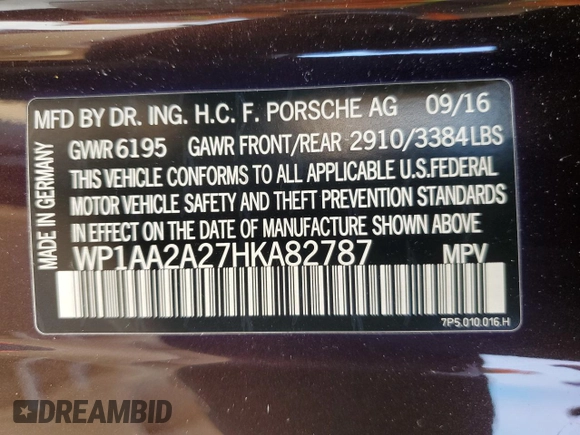 MFD BY DR. ING. H.C. F. PORSCHE AG 09/16
GVWR 6195 GAWR FRONT/REAR 2910/3384 LBS
THIS VEHICLE CONFORMS TO ALL APPLICABLE U.S. FEDERAL
MOTOR VEHICLE SAFETY AND THEFT PREVENTION STANDARDS
IN EFFECT ON THE DATE OF MANUFACTURE SHOWN ABOVE.
WP1AA2A27HKA82787 MPV
MADE IN GERMANY
7P5.010.016.H
DREAMBID